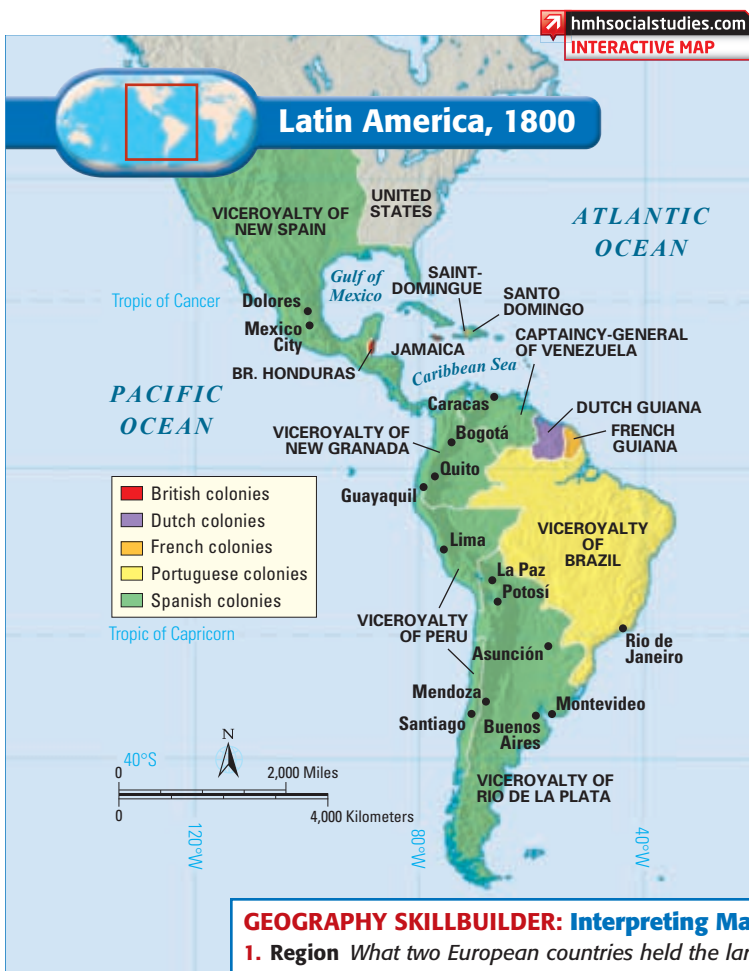 hmhsocialstudies.com
INTERACTIVE MAP
Latin America, 1800
UNITED
STATES
VICEROYALTY OF
NEW SPAIN
ATLANTIC
OCEAN
Gulf of
Mexico
SAINT-
DOMINGUE
SANTO
DOMINGO
Tropic of Cancer
Dolores
Mexico
City
JAMAICA
CAPTAINCY-GENERAL
OF VENEZUELA
BR. HONDURAS
Caribbean Sea
PACIFIC
OCEAN
Caracas
DUTCH GUIANA
FRENCH
GUIANA
VICEROYALTY OF
NEW GRANADA
Bogotá
Quito
Guayaquil
British colonies
Dutch colonies
French colonies
Portuguese colonies
Spanish colonies
VICEROYALTY
OF
BRAZIL
Lima
La Paz
Potosí
VICEROYALTY
OF PERU
Tropic of Capricorn
Asunción
Rio de
Janeiro
Mendoza
Santiago
Buenos
Aires
Montevideo
N
40°S
0 2,000 Miles
0 4,000 Kilometers
VICEROYALTY OF
RIO DE LA PLATA
120°W
80°W
40°W
GEOGRAPHY SKILLBUILDER: Interpreting Ma
1. Region What two European countries held the lar